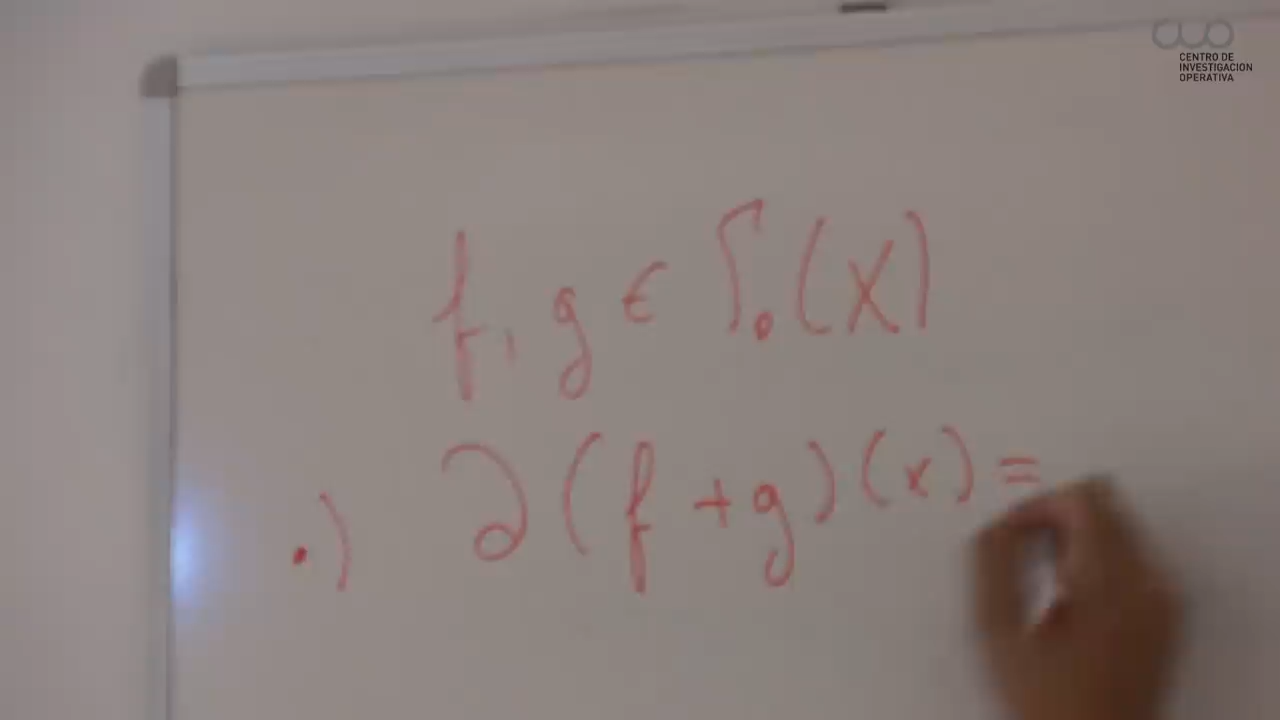 CENTRO DE
INVESTIGACION
OPERATIVA
f, g ∈ Γ₀(X)
·) ∂(f + g)(x) =